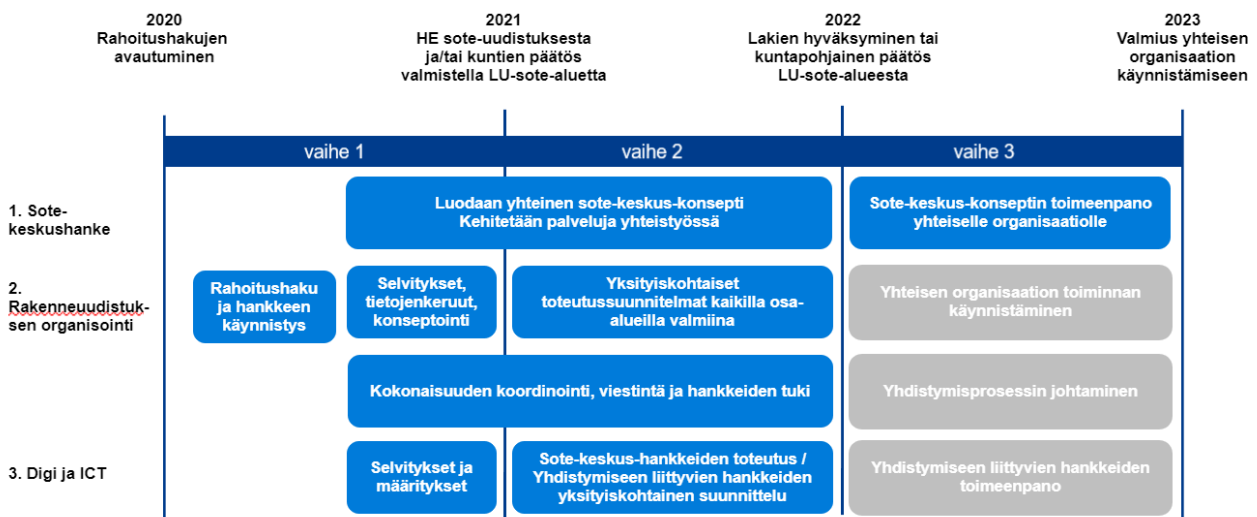 2020
Rahoitushakujen
avautuminen
2021
HE sote-uudistuksesta
ja/tai kuntien päätös
valmistella LU-sote-aluetta
2022
Lakien hyväksyminen tai
kuntapohjainen päätös
LU-sote-alueesta
2023
Valmius yhteisen
organisaation
käynnistämiseen
vaihe 1
vaihe 2
vaihe 3
1. Sote-
keskushanke
Luodaan yhteinen sote-keskus-konsepti
Kehitetään palveluja yhteistyössä
Sote-keskus-konseptin toimeenpano
yhteiselle organisaatiolle
2.
Rakenneuudistuk-
sen organisointi
Rahoitushaku
ja hankkeen
käynnistys
Selvitykset,
tietojenkeruut,
konseptointi
Yksityiskohtaiset
toteutussuunnitelmat kaikilla osa-
alueilla valmiina
Yhteisen organisaation toiminnan
käynnistäminen
Kokonaisuuden koordinointi, viestintä ja hankkeiden tuki
Yhdistymisprosessin johtaminen
3. Digi ja ICT
Selvitykset ja
määritykset
Sote-keskus-hankkeiden toteutus /
Yhdistymiseen liittyvien hankkeiden
yksityiskohtainen suunnittelu
Yhdistymiseen liittyvien hankkeiden
toimeenpano